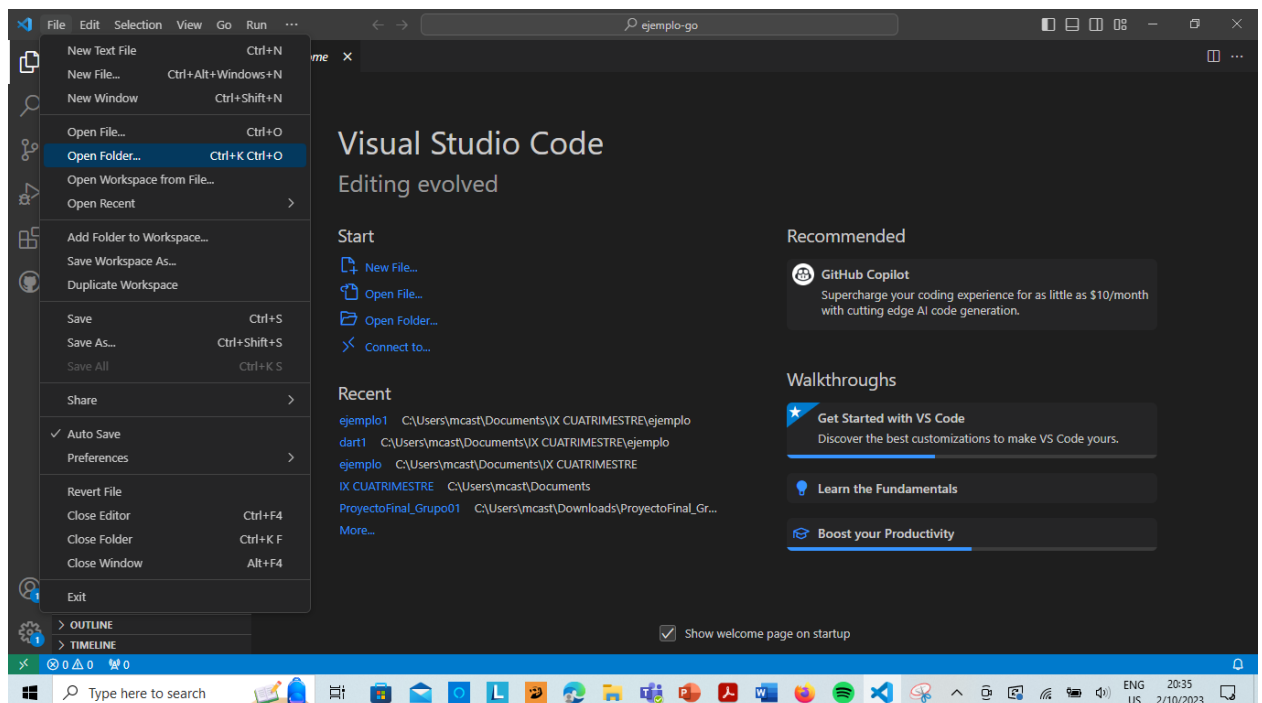 File Edit Selection View Go Run ...
ejemplo-go
New Text File Ctrl+N
New File... Ctrl+Alt+Windows+N
New Window Ctrl+Shift+N
Open File... Ctrl+O
Open Folder... Ctrl+K Ctrl+O
Open Workspace from File...
Open Recent
Add Folder to Workspace...
Save Workspace As...
Duplicate Workspace
Save Ctrl+S
Save As... Ctrl+Shift+S
Save All Ctrl+K S
Share
Auto Save
Preferences
Revert File
Close Editor Ctrl+F4
Close Folder Ctrl+K F
Close Window Alt+F4
Exit
OUTLINE
TIMELINE
ome
Visual Studio Code
Editing evolved
Start
New File...
Open File...
Open Folder...
Connect to...
Recent
ejemplo1 C:\Users\mcast\Documents\IX CUATRIMESTRE\ejemplo
dart1 C:\Users\mcast\Documents\IX CUATRIMESTRE\ejemplo
ejemplo C:\Users\mcast\Documents\IX CUATRIMESTRE
IX CUATRIMESTRE C:\Users\mcast\Documents
ProyectoFinal_Grupo01 C:\Users\mcast\Downloads\ProyectoFinal_Gr...
More...
Recommended
GitHub Copilot
Supercharge your coding experience for as little as $10/month
with cutting edge AI code generation.
Walkthroughs
Get Started with VS Code
Discover the best customizations to make VS Code yours.
Learn the Fundamentals
Boost your Productivity
Show welcome page on startup
1
1
0 0 0
Type here to search
L
ENG
US
20:35
2/10/2023